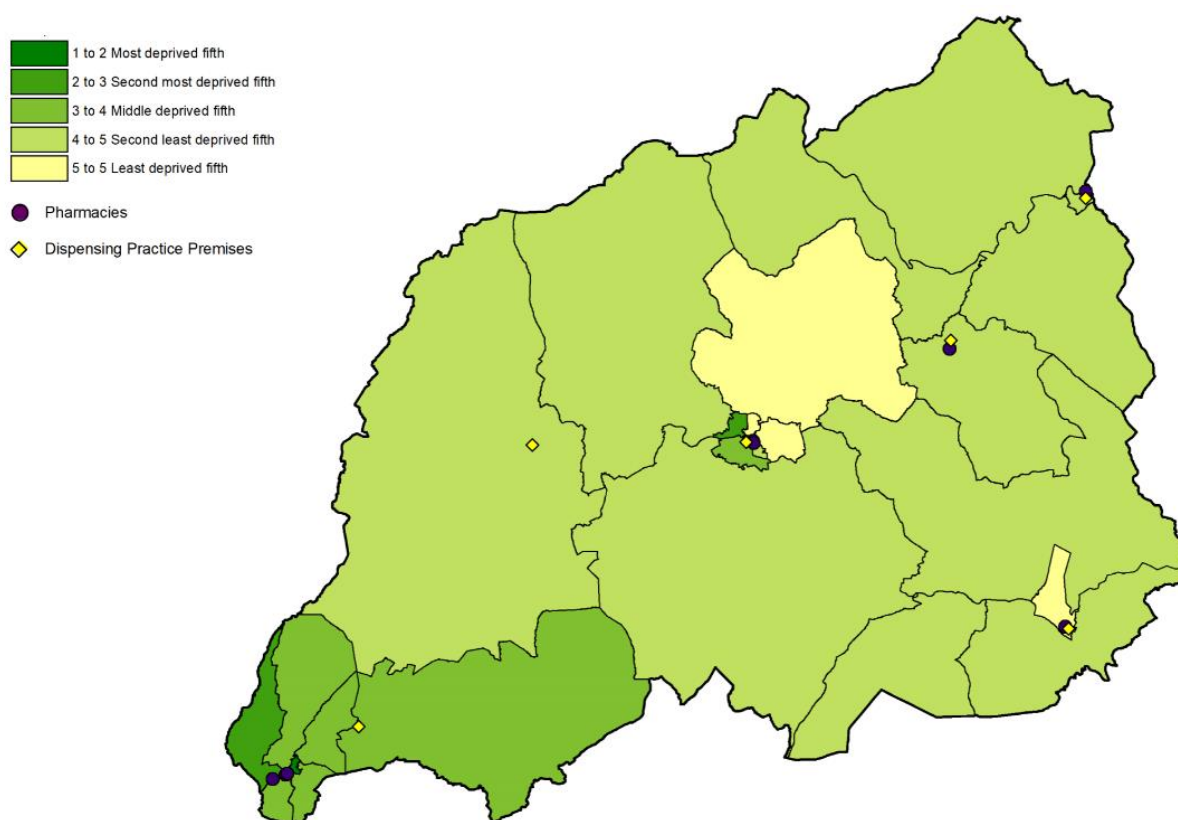 1 to 2 Most deprived fifth
2 to 3 Second most deprived fifth
3 to 4 Middle deprived fifth
4 to 5 Second least deprived fifth
5 to 5 Least deprived fifth
Pharmacies
Dispensing Practice Premises